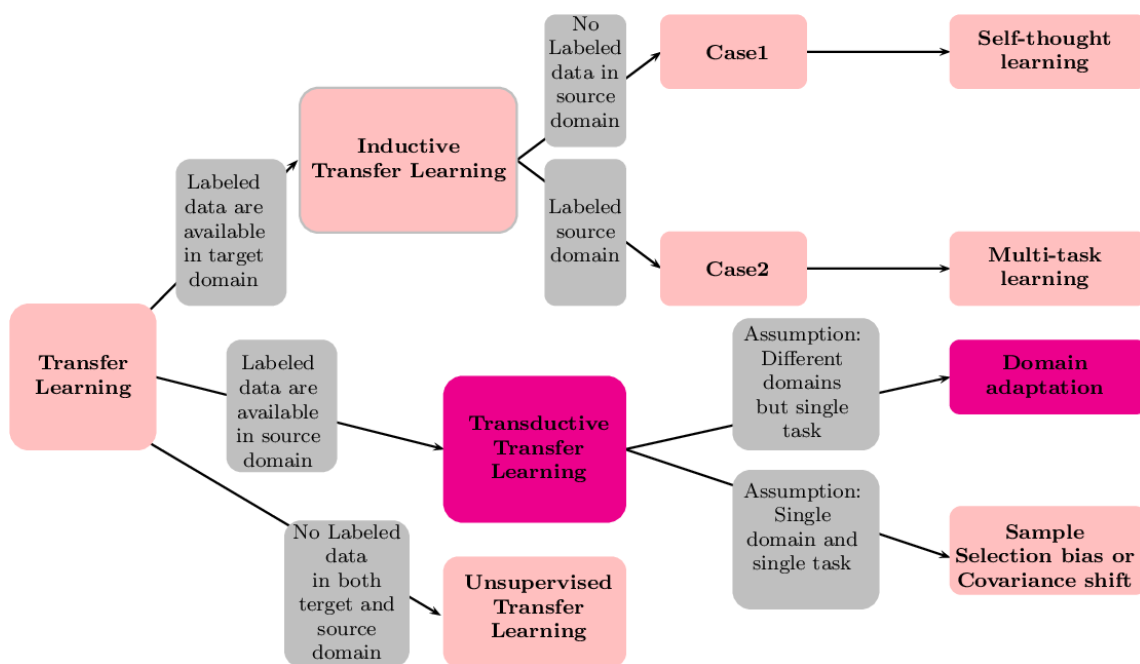 No
Labeled
data in
source
domain
Case1
Self-thought
learning
Inductive
Transfer Learning
Labeled
data are
available
in target
domain
Labeled
source
domain
Case2
Multi-task
learning
Transfer
Learning
Labeled
data are
available
in source
domain
Transductive
Transfer
Learning
Assumption:
Different
domains
but single
task
Domain
adaptation
Assumption:
Single
domain and
single task
Sample
Selection bias or
Covariance shift
No Labeled
data
in both
terget and
source
domain
Unsupervised
Transfer
Learning